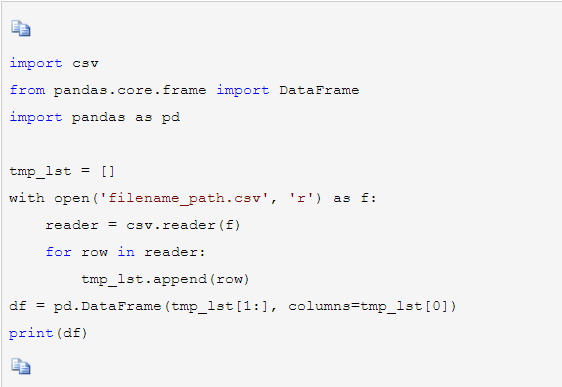 import csv
from pandas.core.frame import DataFrame
import pandas as pd
tmp_lst = []
with open('filename_path.csv', 'r') as f:
    reader = csv.reader(f)
    for row in reader:
        tmp_lst.append(row)
df = pd.DataFrame(tmp_lst[1:], columns=tmp_lst[0])
print(df)